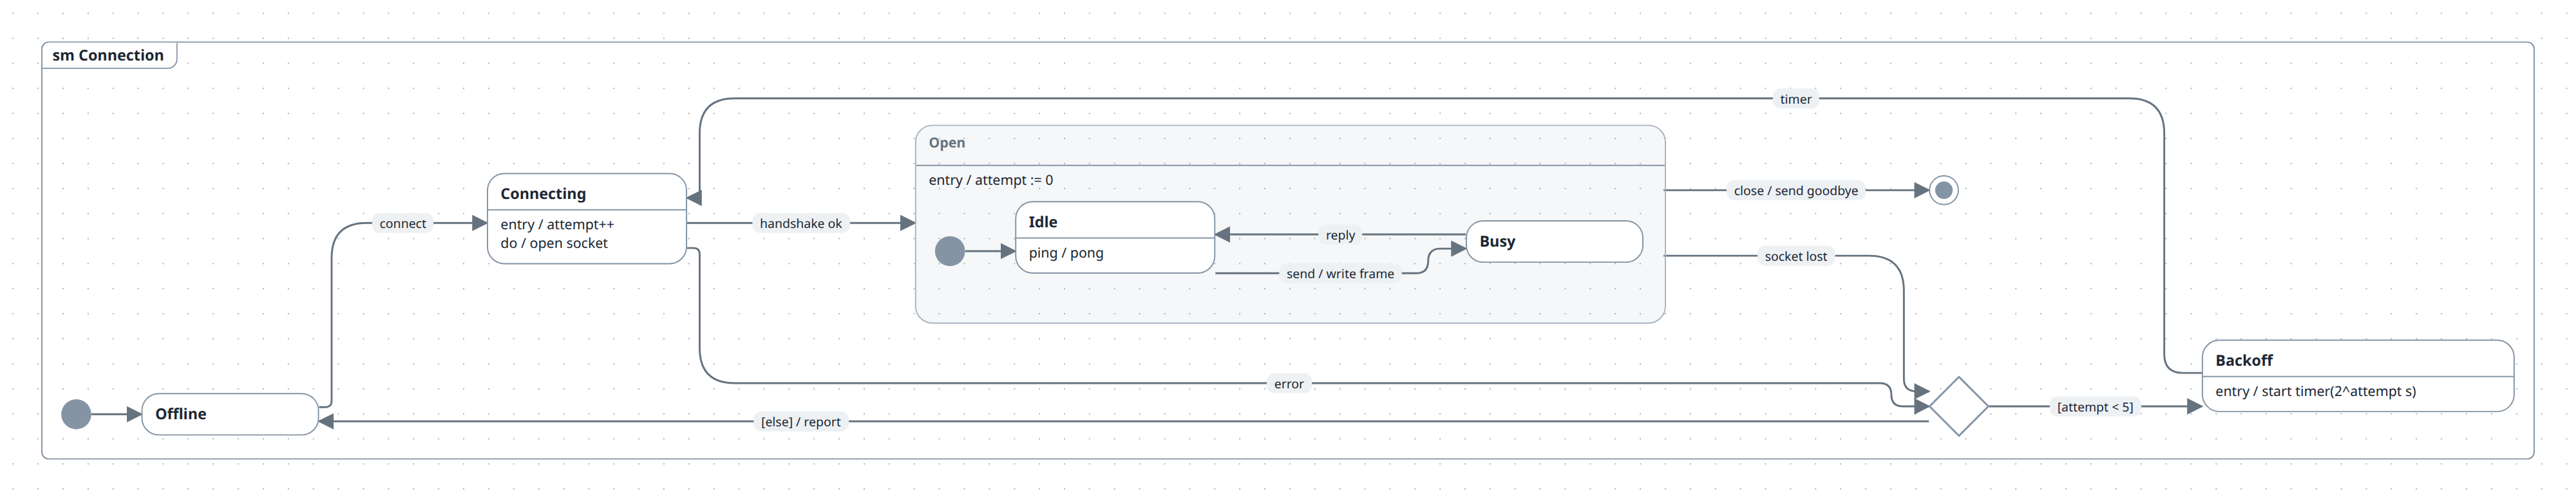 sm Connection
timer
Open
entry / attempt := 0
Connecting
entry / attempt++
do / open socket
connect
handshake ok
Idle
ping / pong
reply
send / write frame
Busy
close / send goodbye
socket lost
error
Backoff
entry / start timer(2^attempt s)
[attempt < 5]
Offline
[else] / report